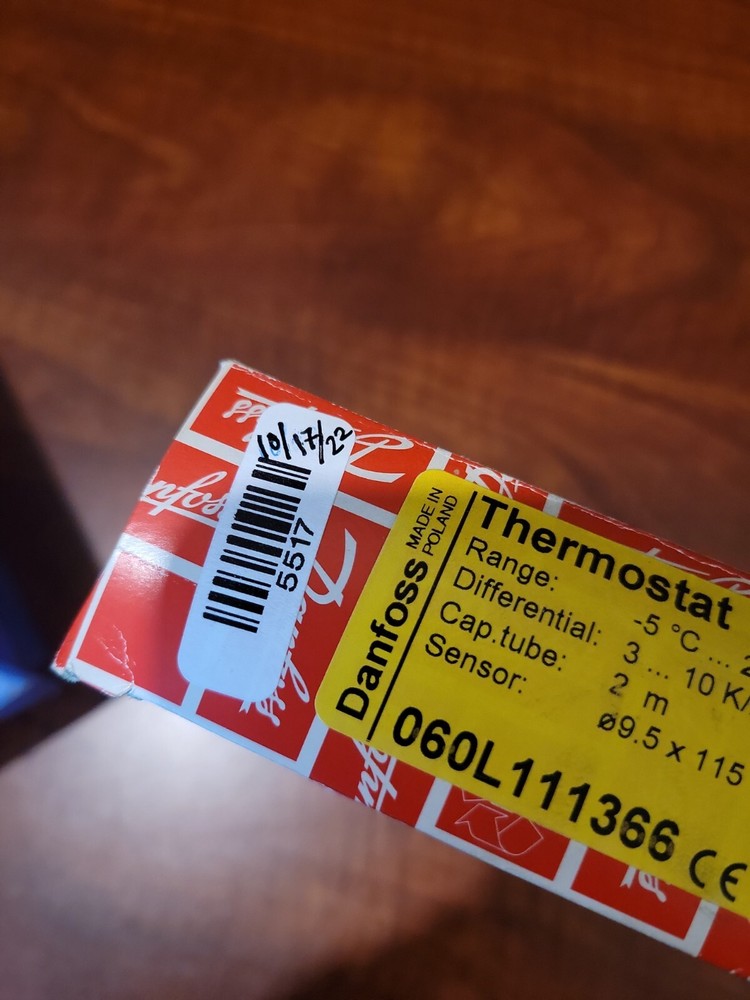 10/17/22
5517
Danfoss
MADE IN
POLAND
Thermostat
Range: -5 °C ...
Differential: 3 ... 10 K/
Cap.tube: 2 m
Sensor: ø9.5 x 115
060L111366
CE
Danfoss